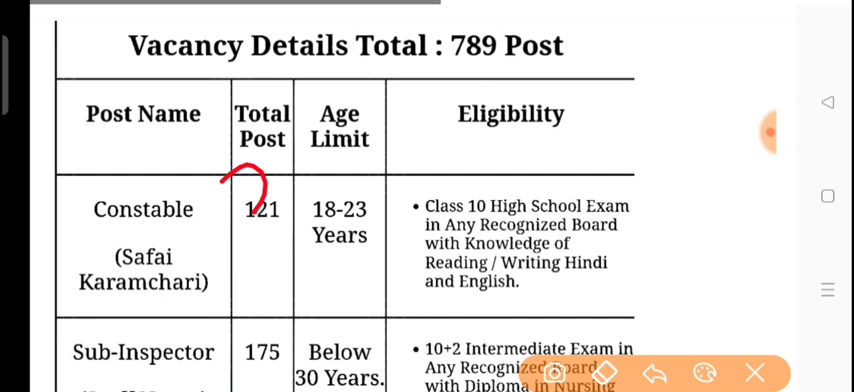 Vacancy Details Total : 789 Post
Post Name
Total
Post
Age
Limit
Eligibility
Constable
(Safai
Karamchari)
121
18-23
Years
• Class 10 High School Exam
in Any Recognized Board
with Knowledge of
Reading / Writing Hindi
and English.
Sub-Inspector
175
Below
30 Years.
• 10+2 Intermediate Exam in
Any Recognized Board
with Diploma in Nursing